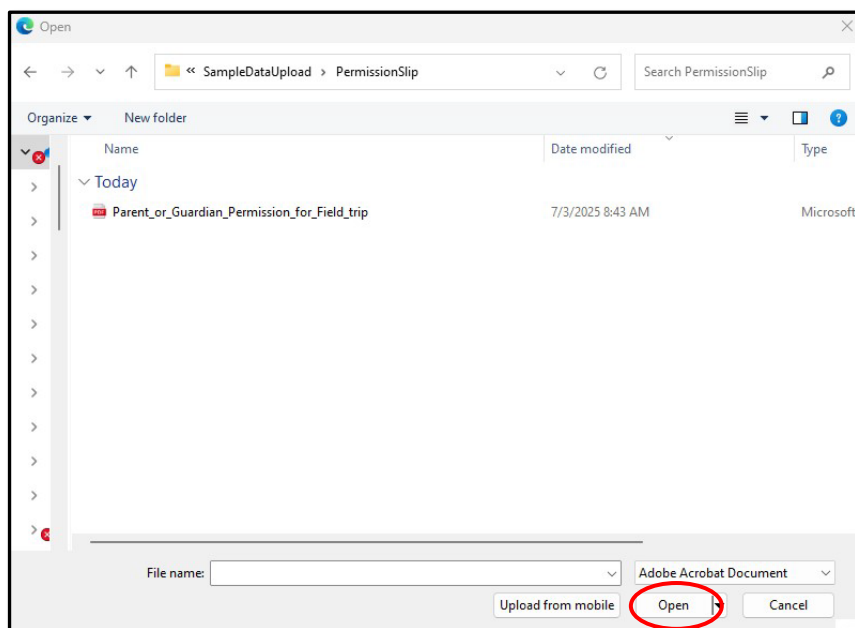 Open
« SampleDataUpload > PermissionSlip
Search PermissionSlip
Organize
New folder
Name
Date modified
Type
Today
PDF
Parent_or_Guardian_Permission_for_Field_trip
7/3/2025 8:43 AM
Microsoft
File name:
Adobe Acrobat Document
Upload from mobile
Open
Cancel